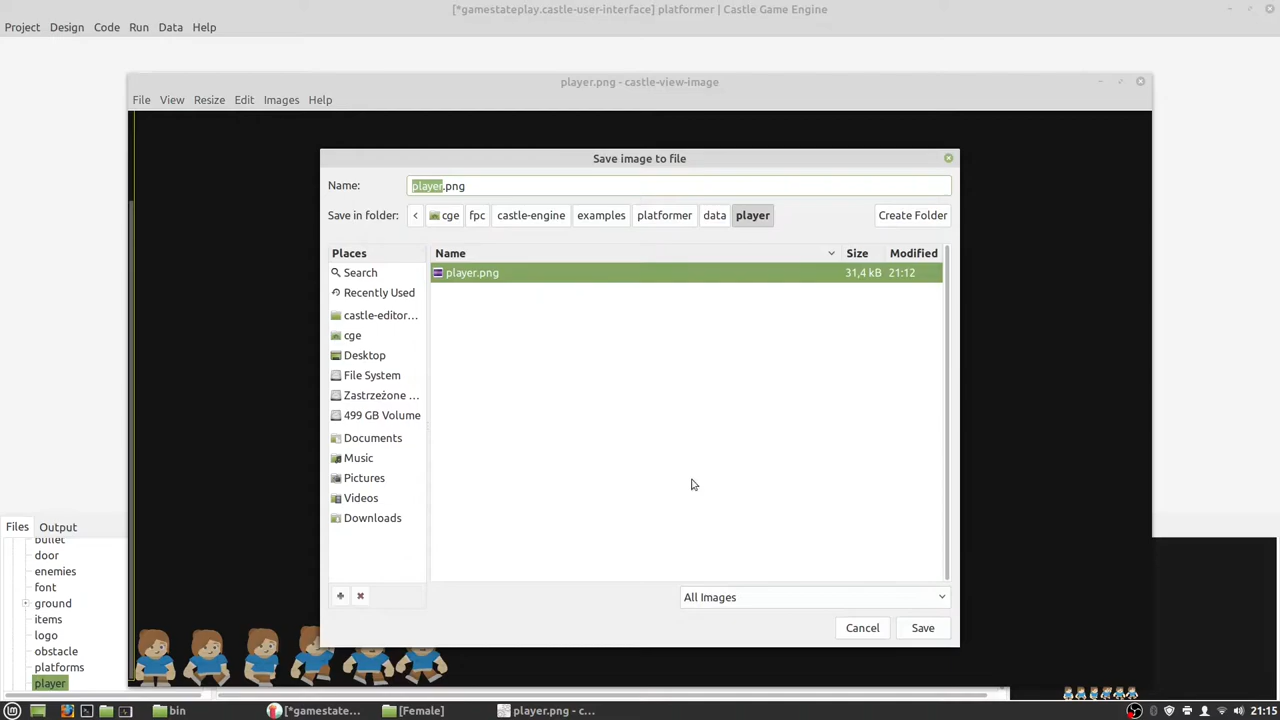 [*gamestateplay.castle-user-interface] platformer | Castle Game Engine
Project Design Code Run Data Help
player.png - castle-view-image
File View Resize Edit Images Help
Save image to file
Name: player.png
Save in folder: cge fpc castle-engine examples platformer data player Create Folder
Places Name Size Modified
Search player.png 31,4 kB 21:12
Recently Used
castle-editor...
cge
Desktop
File System
Zastrzeżone ...
499 GB Volume
Documents
Music
Pictures
Videos
Downloads
Files Output
bullet
door
enemies
font
ground
items
logo
obstacle
platforms
player
All Images
Cancel Save
bin [*gamestate... [Female] player.png - c... 21:15